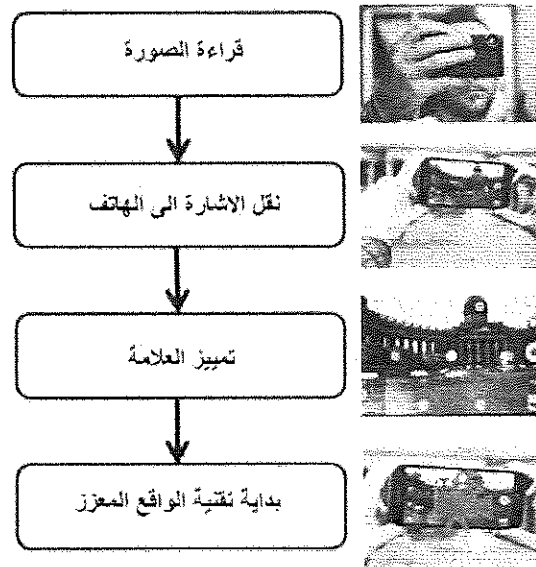 قراءة الصورة
نقل الاشارة الى الهاتف
تمييز العلامة
بداية تقنية الواقع المعزز